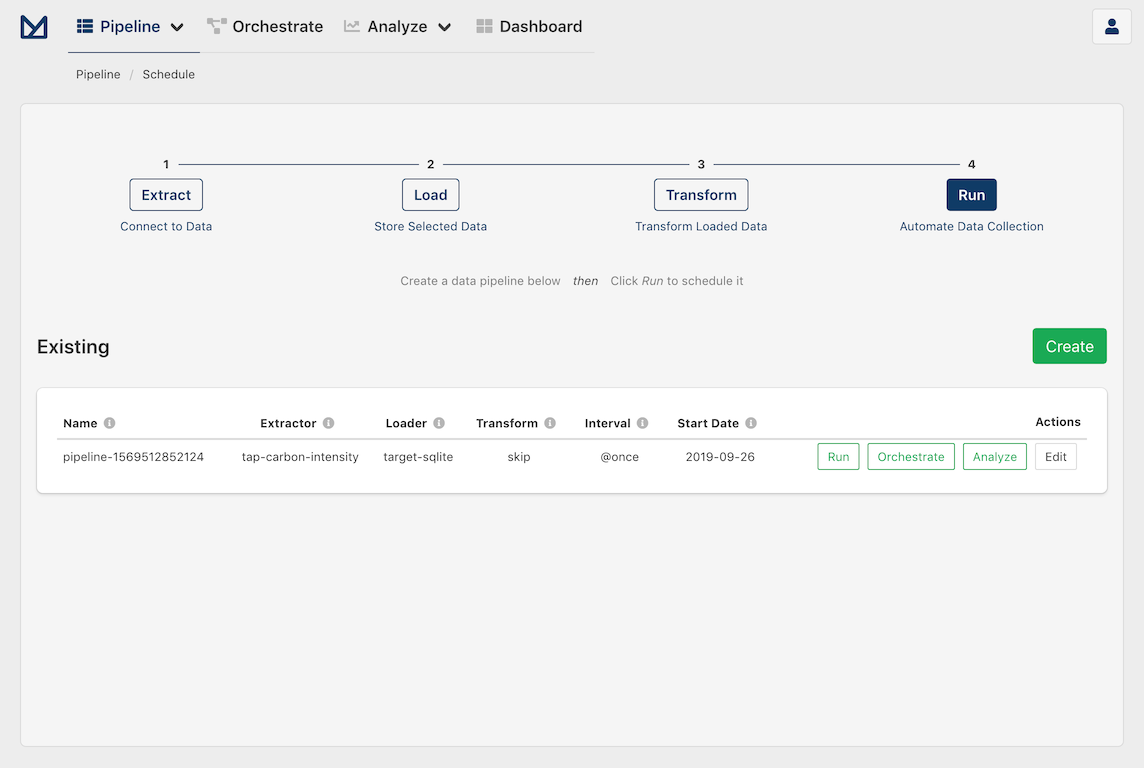 Pipeline Orchestrate Analyze Dashboard
Pipeline / Schedule
1 2 3 4
Extract Load Transform Run
Connect to Data Store Selected Data Transform Loaded Data Automate Data Collection
Create a data pipeline below then Click Run to schedule it
Existing Create
Name Extractor Loader Transform Interval Start Date Actions
pipeline-1569512852124 tap-carbon-intensity target-sqlite skip @once 2019-09-26 Run Orchestrate Analyze Edit